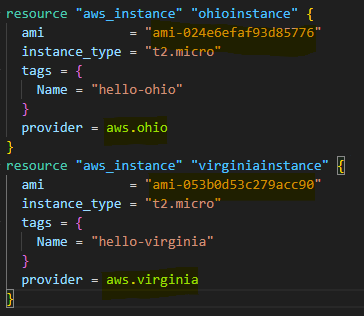 resource "aws_instance" "ohioinstance" {
  ami           = "ami-024e6efaf93d85776"
  instance_type = "t2.micro"
  tags = {
    Name = "hello-ohio"
  }
  provider = aws.ohio
}
resource "aws_instance" "virginiainstance" {
  ami           = "ami-053b0d53c279acc90"
  instance_type = "t2.micro"
  tags = {
    Name = "hello-virginia"
  }
  provider = aws.virginia
}